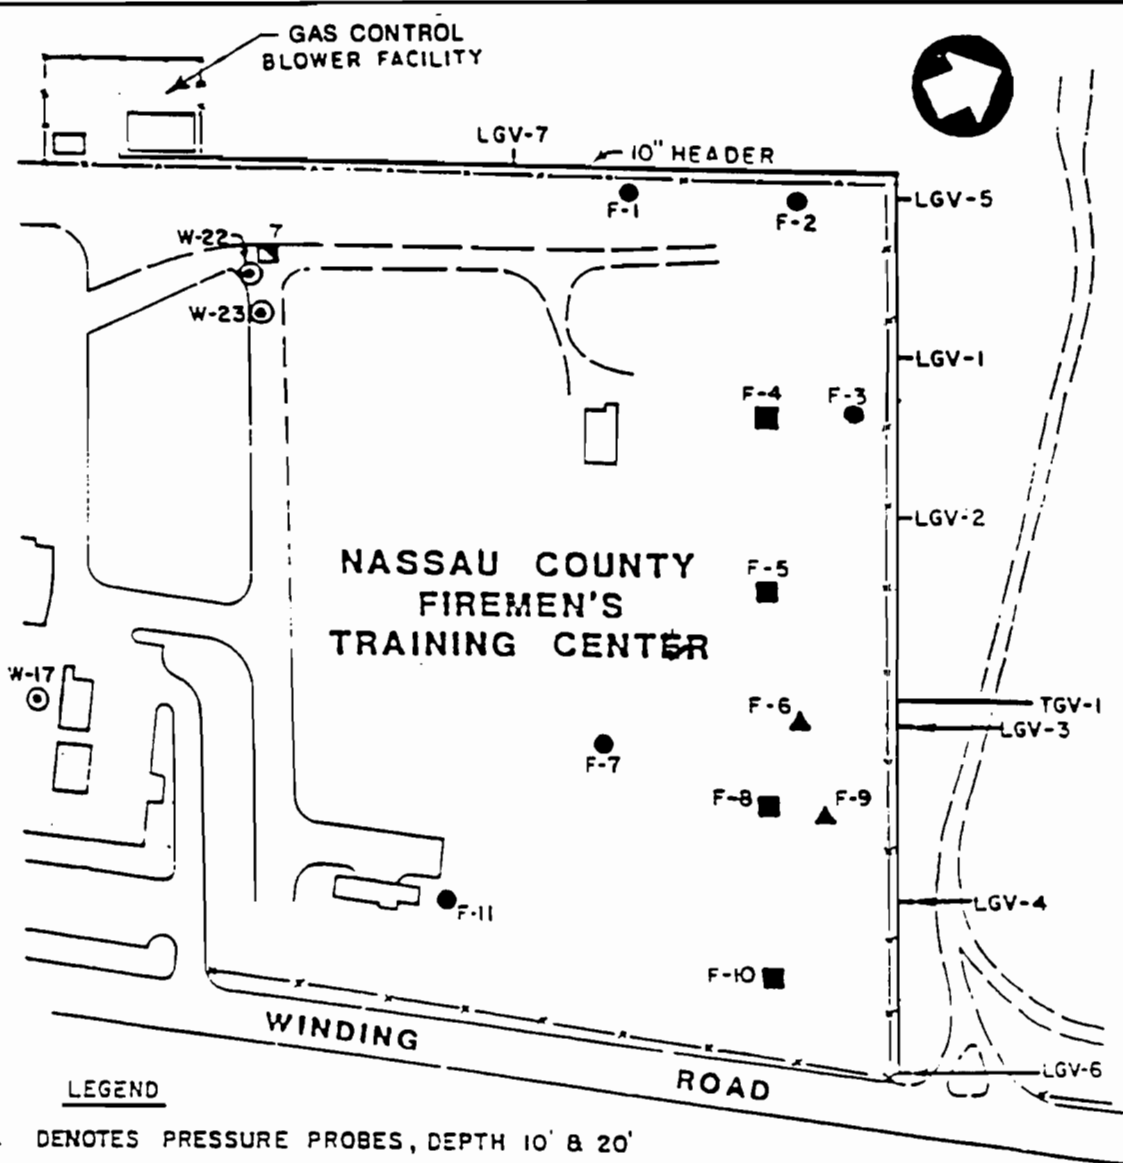 GAS CONTROL
BLOWER FACILITY
LGV-7
10" HEADER
LGV-5
F-1
F-2
W-22
7
W-23
LGV-1
F-4
F-3
LGV-2
NASSAU COUNTY
FIREMEN'S
TRAINING CENTER
F-5
W-17
F-6
TGV-1
LGV-3
F-7
F-8
F-9
LGV-4
F-11
F-10
WINDING
ROAD
LGV-6
LEGEND
DENOTES PRESSURE PROBES, DEPTH 10' & 20'